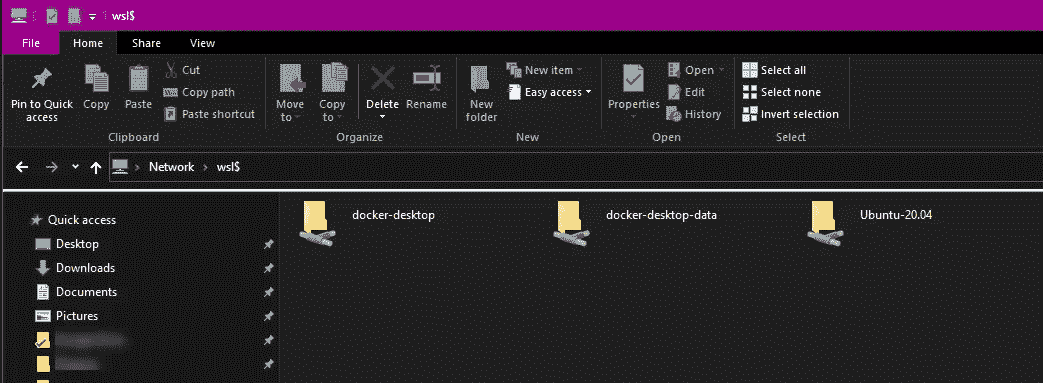 wsl$
File Home Share View
Pin to Quick access
Copy
Paste
Cut
Copy path
Paste shortcut
Move to
Copy to
Delete
Rename
New folder
New item
Easy access
Properties
Open
Edit
History
Select all
Select none
Invert selection
Clipboard Organize New Open Select
Network wsl$
Quick access
Desktop
Downloads
Documents
Pictures
docker-desktop docker-desktop-data Ubuntu-20.04